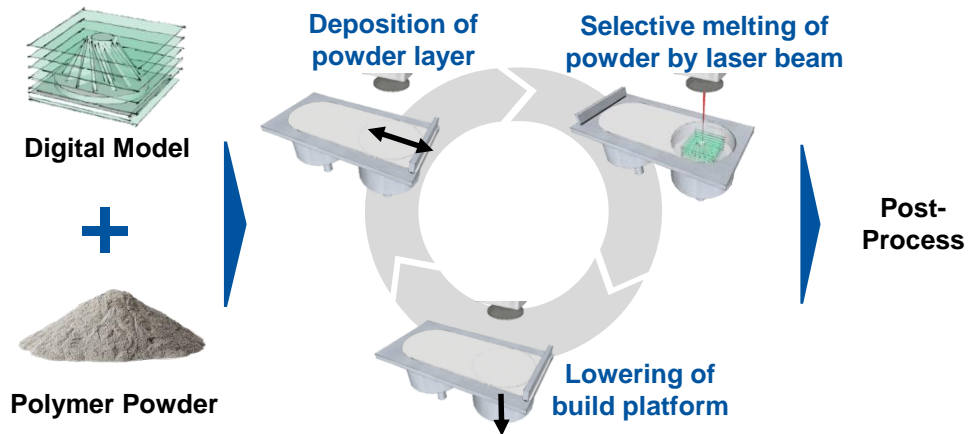 Deposition of
powder layer
Selective melting of
powder by laser beam
Digital Model
+
Polymer Powder
Lowering of
build platform
Post-
Process